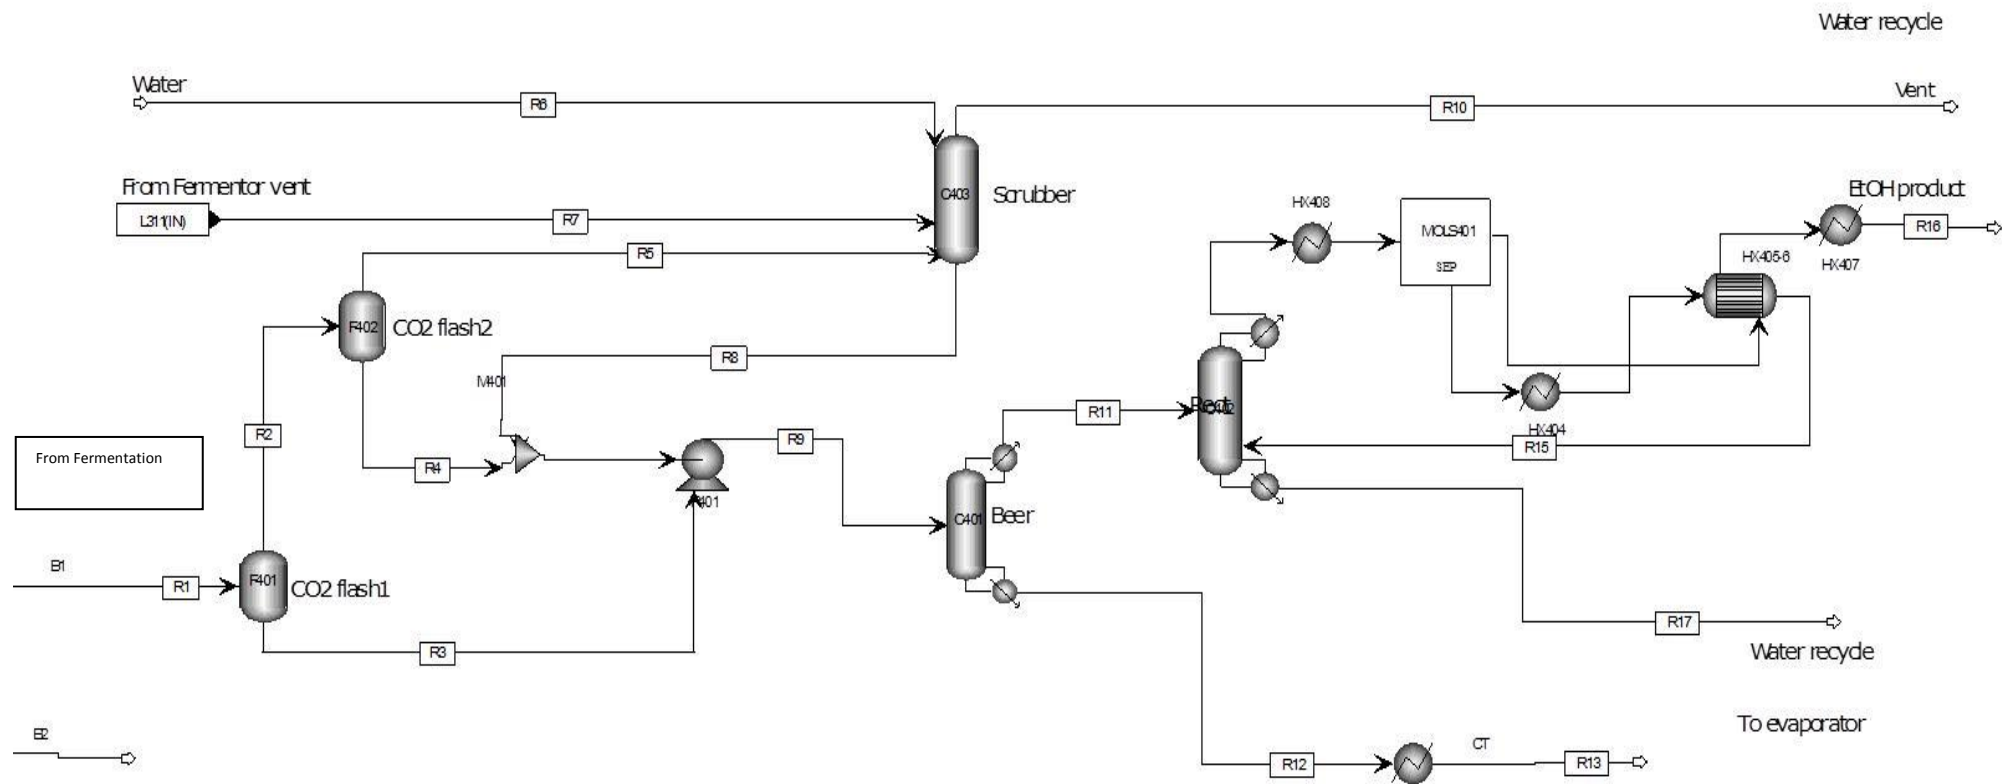 Water recycle
Water
R6
R10
Vent
From Fermentor vent
L311(IN)
R7
C403
Scrubber
R5
HX408
MOLS401
SEP
EtOH product
R16
HX405-6
HX407
F402
CO2 flash2
R8
M401
R2
R4
R9
R11
Rect
HX404
R15
From Fermentation
C401
Beer
B1
R1
F401
CO2 flash1
R3
R17
Water recycle
To evaporator
B2
R12
CT
R13